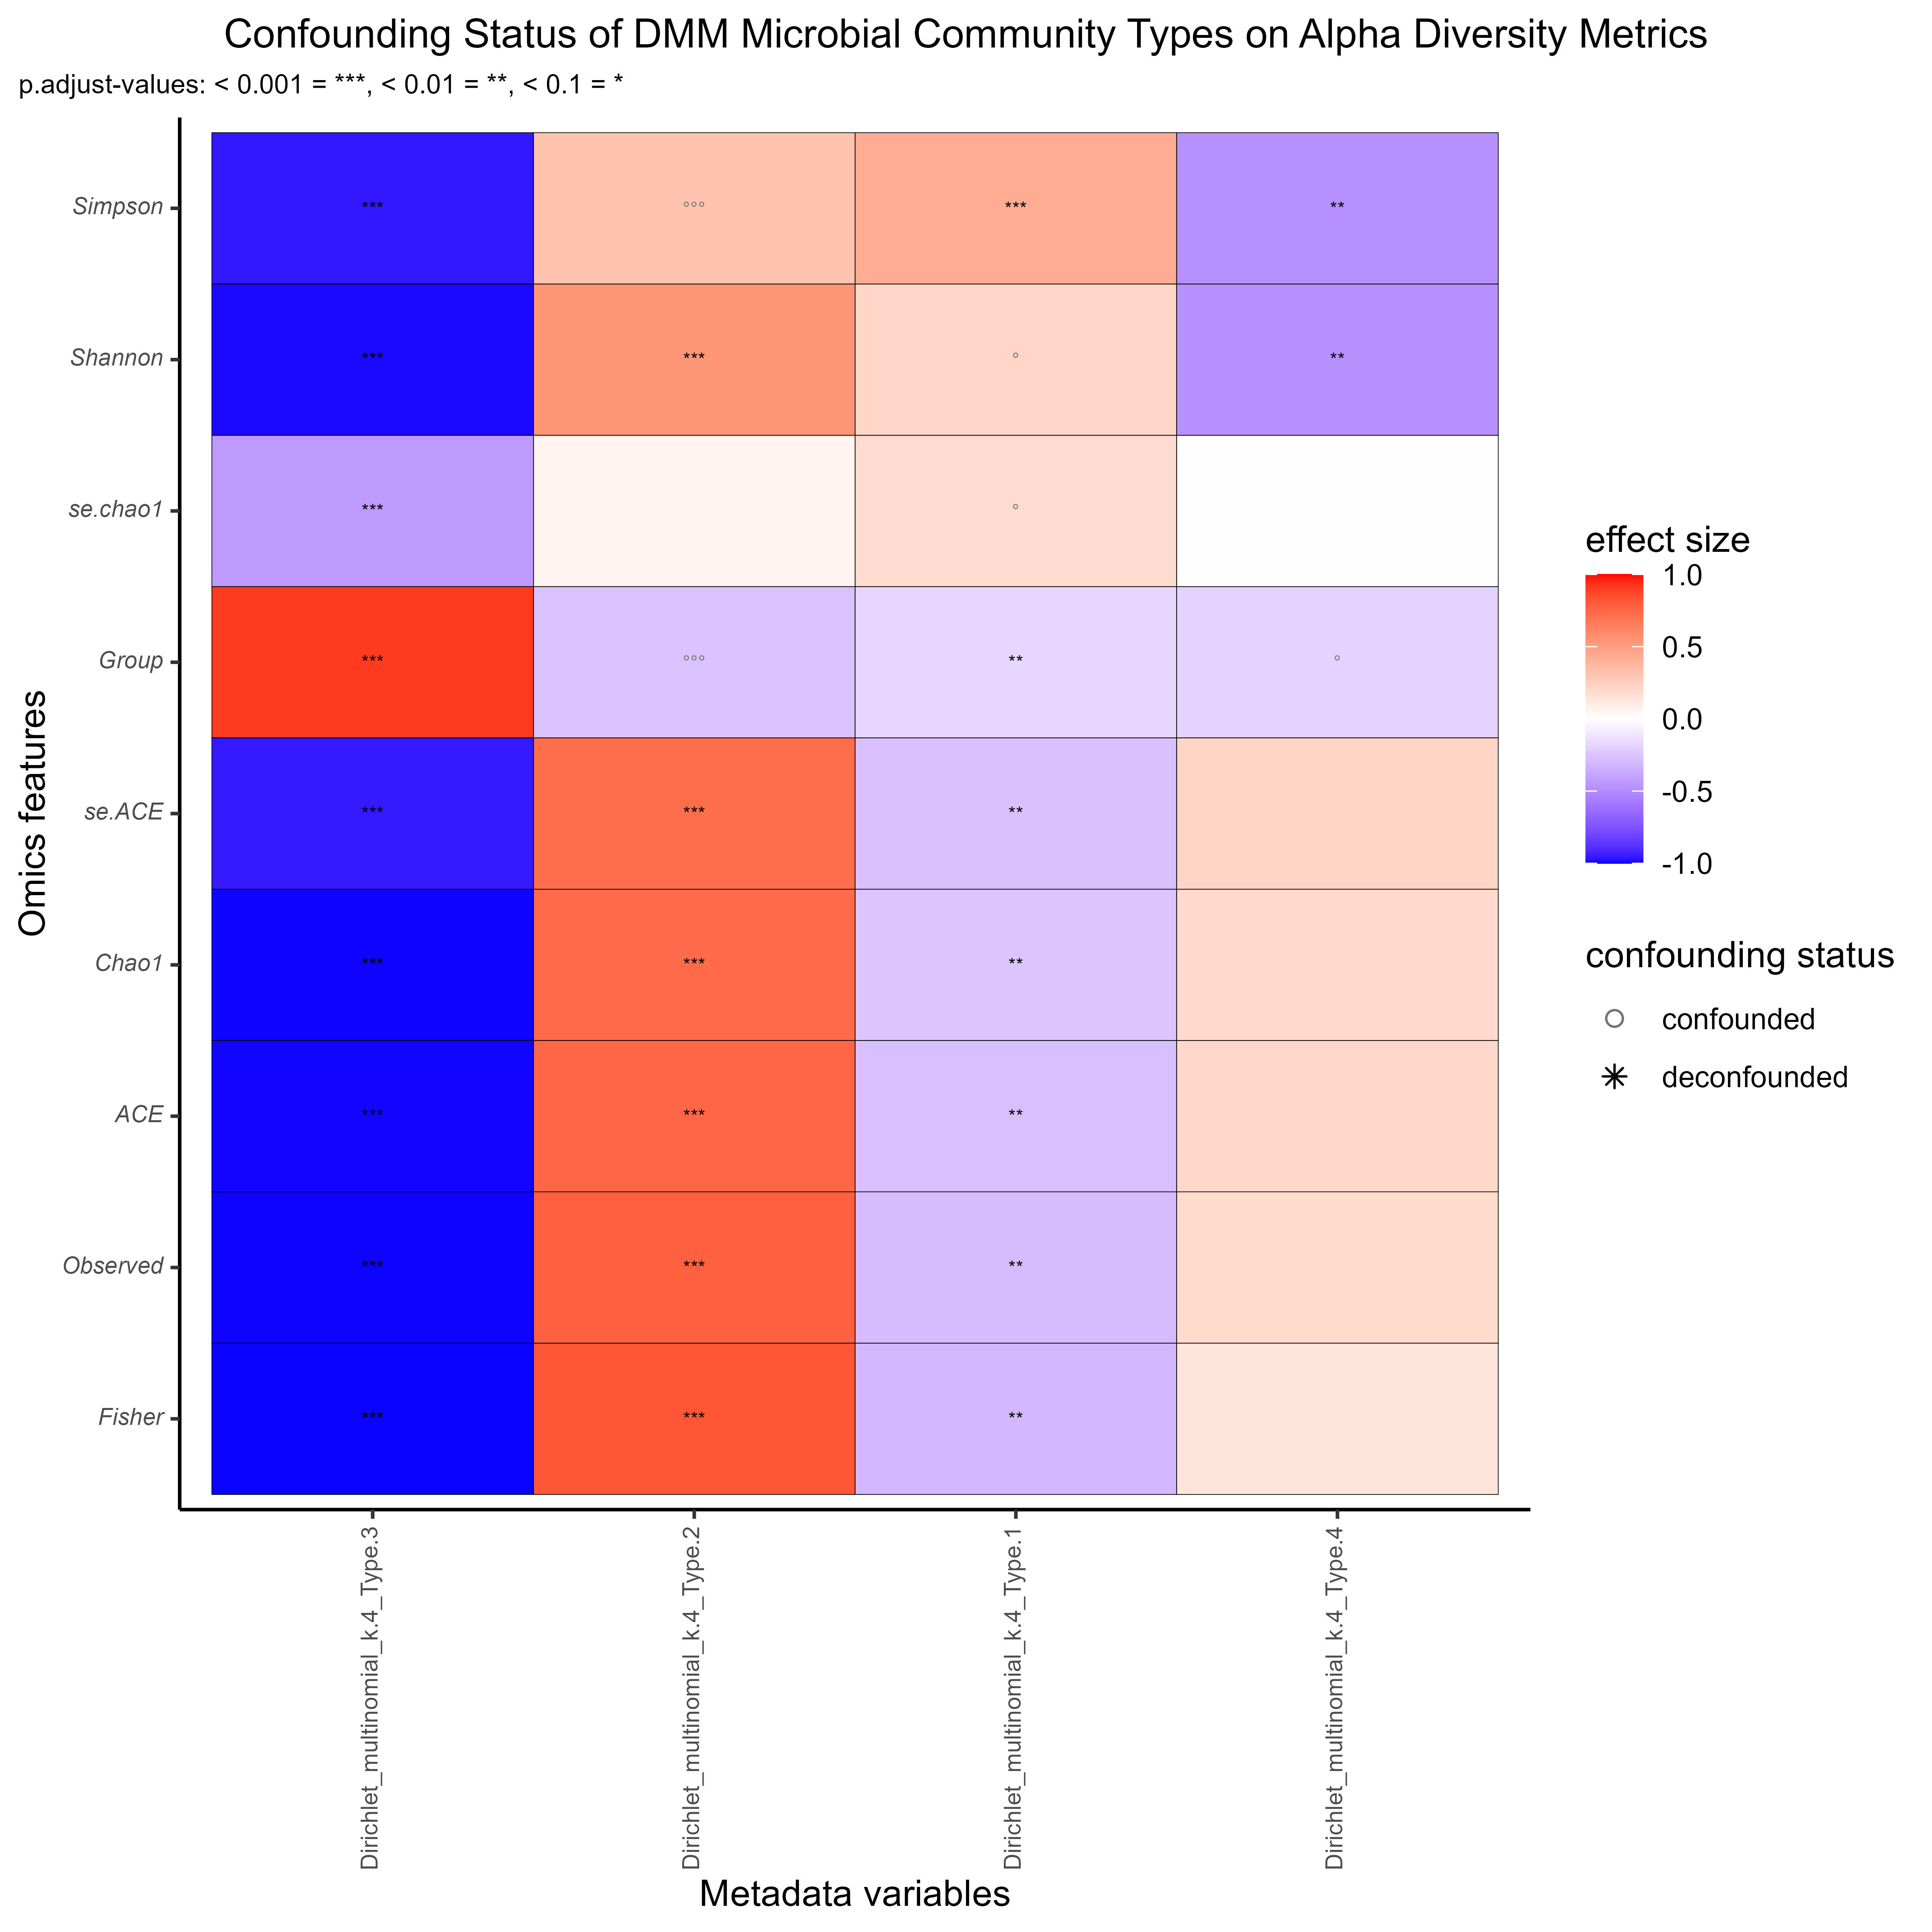 Confounding Status of DMM Microbial Community Types on Alpha Diversity Metrics
p.adjust-values: < 0.001 = ***, < 0.01 = **, < 0.1 = *
Omics features
Simpson
*** °°° *** **
Shannon
*** *** ° **
se.chao1
*** °
Group
*** °°° ** °
se.ACE
*** *** **
Chao1
*** *** **
ACE
*** *** **
Observed
*** *** **
Fisher
*** *** **
Dirichlet_multinomial_k.4_Type.3
Dirichlet_multinomial_k.4_Type.2
Dirichlet_multinomial_k.4_Type.1
Dirichlet_multinomial_k.4_Type.4
Metadata variables
effect size
1.0
0.5
0.0
-0.5
-1.0
confounding status
confounded
deconfounded